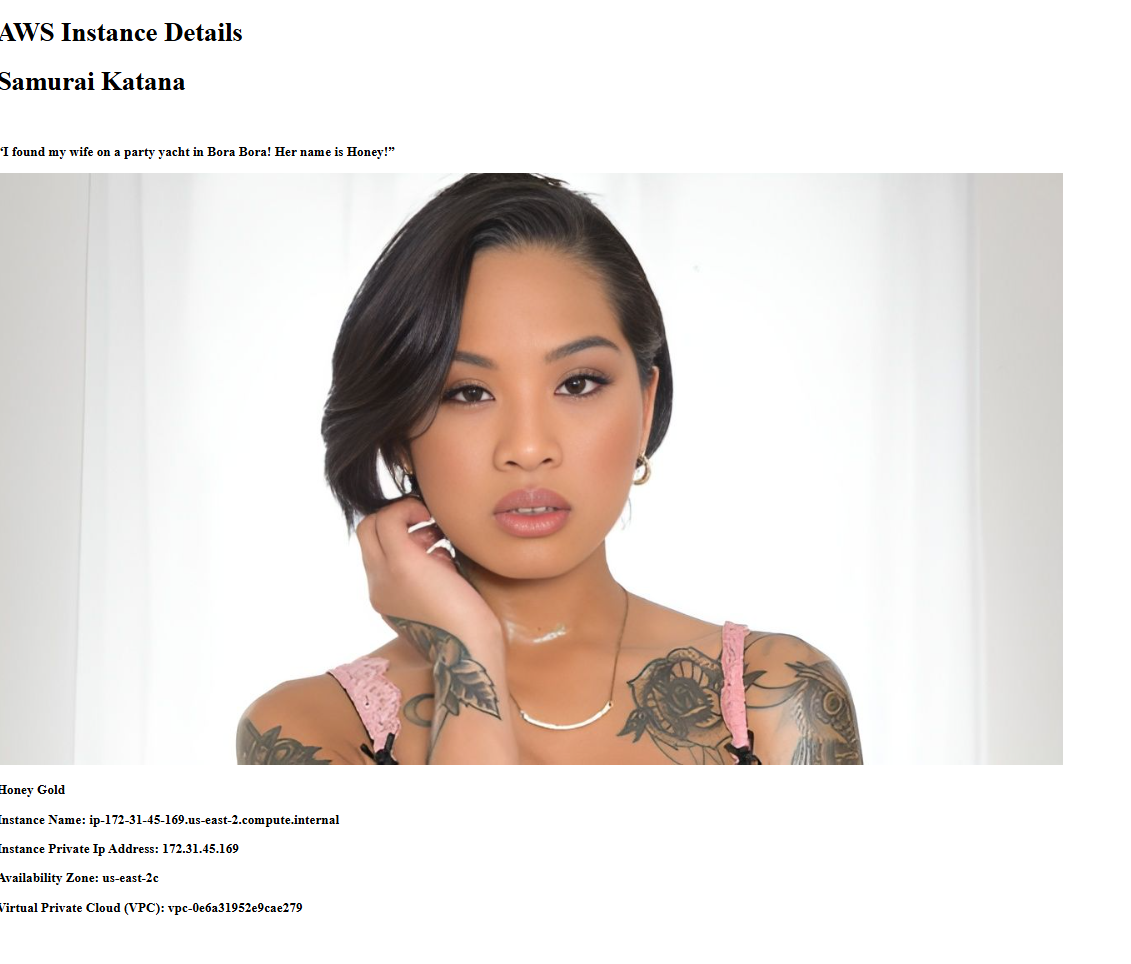 AWS Instance Details
Samurai Katana
“I found my wife on a party yacht in Bora Bora! Her name is Honey!”
Honey Gold
Instance Name: ip-172-31-45-169.us-east-2.compute.internal
Instance Private Ip Address: 172.31.45.169
Availability Zone: us-east-2c
Virtual Private Cloud (VPC): vpc-0e6a31952e9cae279